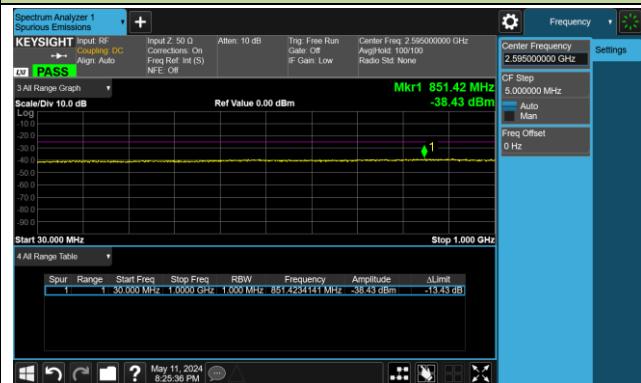 Spectrum Analyzer 1
Spurious Emissions
Frequency
KEYSIGHT
Input: RF
Coupling: DC
Align: Auto
Input Z: 50 Ω
Corrections: On
Freq Ref: Int (S)
NFE: Off
Atten: 10 dB
Trig: Free Run
Gate: Off
IF Gain: Low
Center Freq: 2.595000000 GHz
Avg|Hold: 100/100
Radio Std: None
LXI PASS
Center Frequency
2.595000000 GHz
Settings
CF Step
5.000000 MHz
Auto
Man
Freq Offset
0 Hz
3 All Range Graph
Mkr1 851.42 MHz
Scale/Div 10.0 dB
Ref Value 0.00 dBm
-38.43 dBm
Log
-10.0
-20.0
-30.0
-40.0
-50.0
-60.0
-70.0
-80.0
-90.0
1
Start 30.000 MHz
Stop 1.000 GHz
4 All Range Table
Spur Range Start Freq Stop Freq RBW Frequency Amplitude ΔLimit
1 1 30.000 MHz 1.0000 GHz 1.000 MHz 851.4234141 MHz -38.43 dBm -13.43 dB
?
May 11, 2024
8:25:36 PM